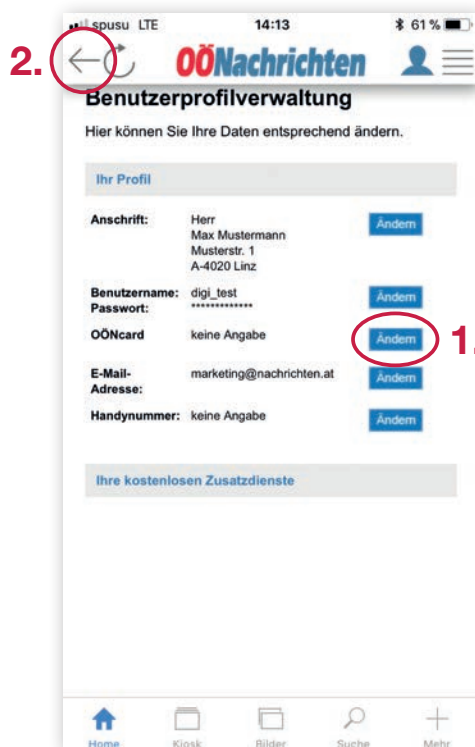 spusu LTE 14:13 61 %
2.
OÖNachrichten
Benutzerprofilverwaltung
Hier können Sie Ihre Daten entsprechend ändern.
Ihr Profil
Anschrift: Herr Ändern
Max Mustermann
Musterstr. 1
A-4020 Linz
Benutzername: digi_test Ändern
Passwort: *************
OÖNcard keine Angabe Ändern 1.
E-Mail- marketing@nachrichten.at Ändern
Adresse:
Handynummer: keine Angabe Ändern
Ihre kostenlosen Zusatzdienste
Home Kiosk Bilder Suche Mehr